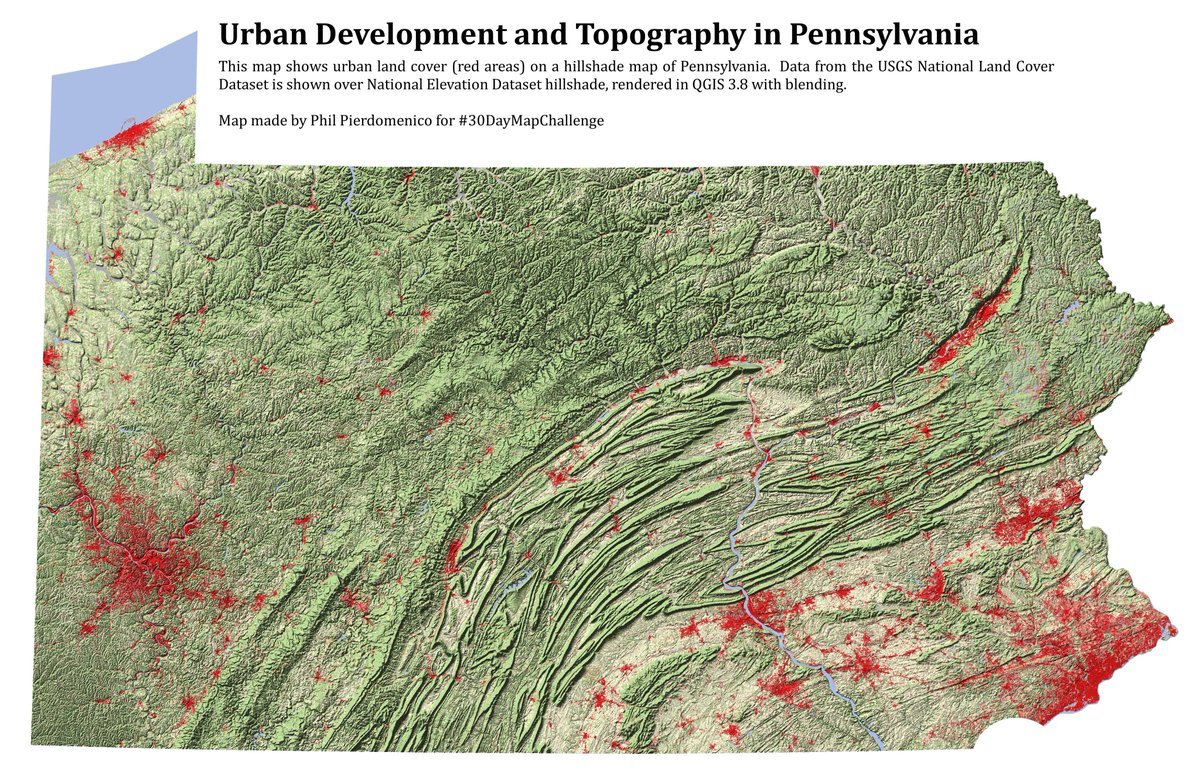 Urban Development and Topography in Pennsylvania
This map shows urban land cover (red areas) on a hillshade map of Pennsylvania. Data from the USGS National Land Cover
Dataset is shown over National Elevation Dataset hillshade, rendered in QGIS 3.8 with blending.
Map made by Phil Pierdomenico for #30DayMapChallenge